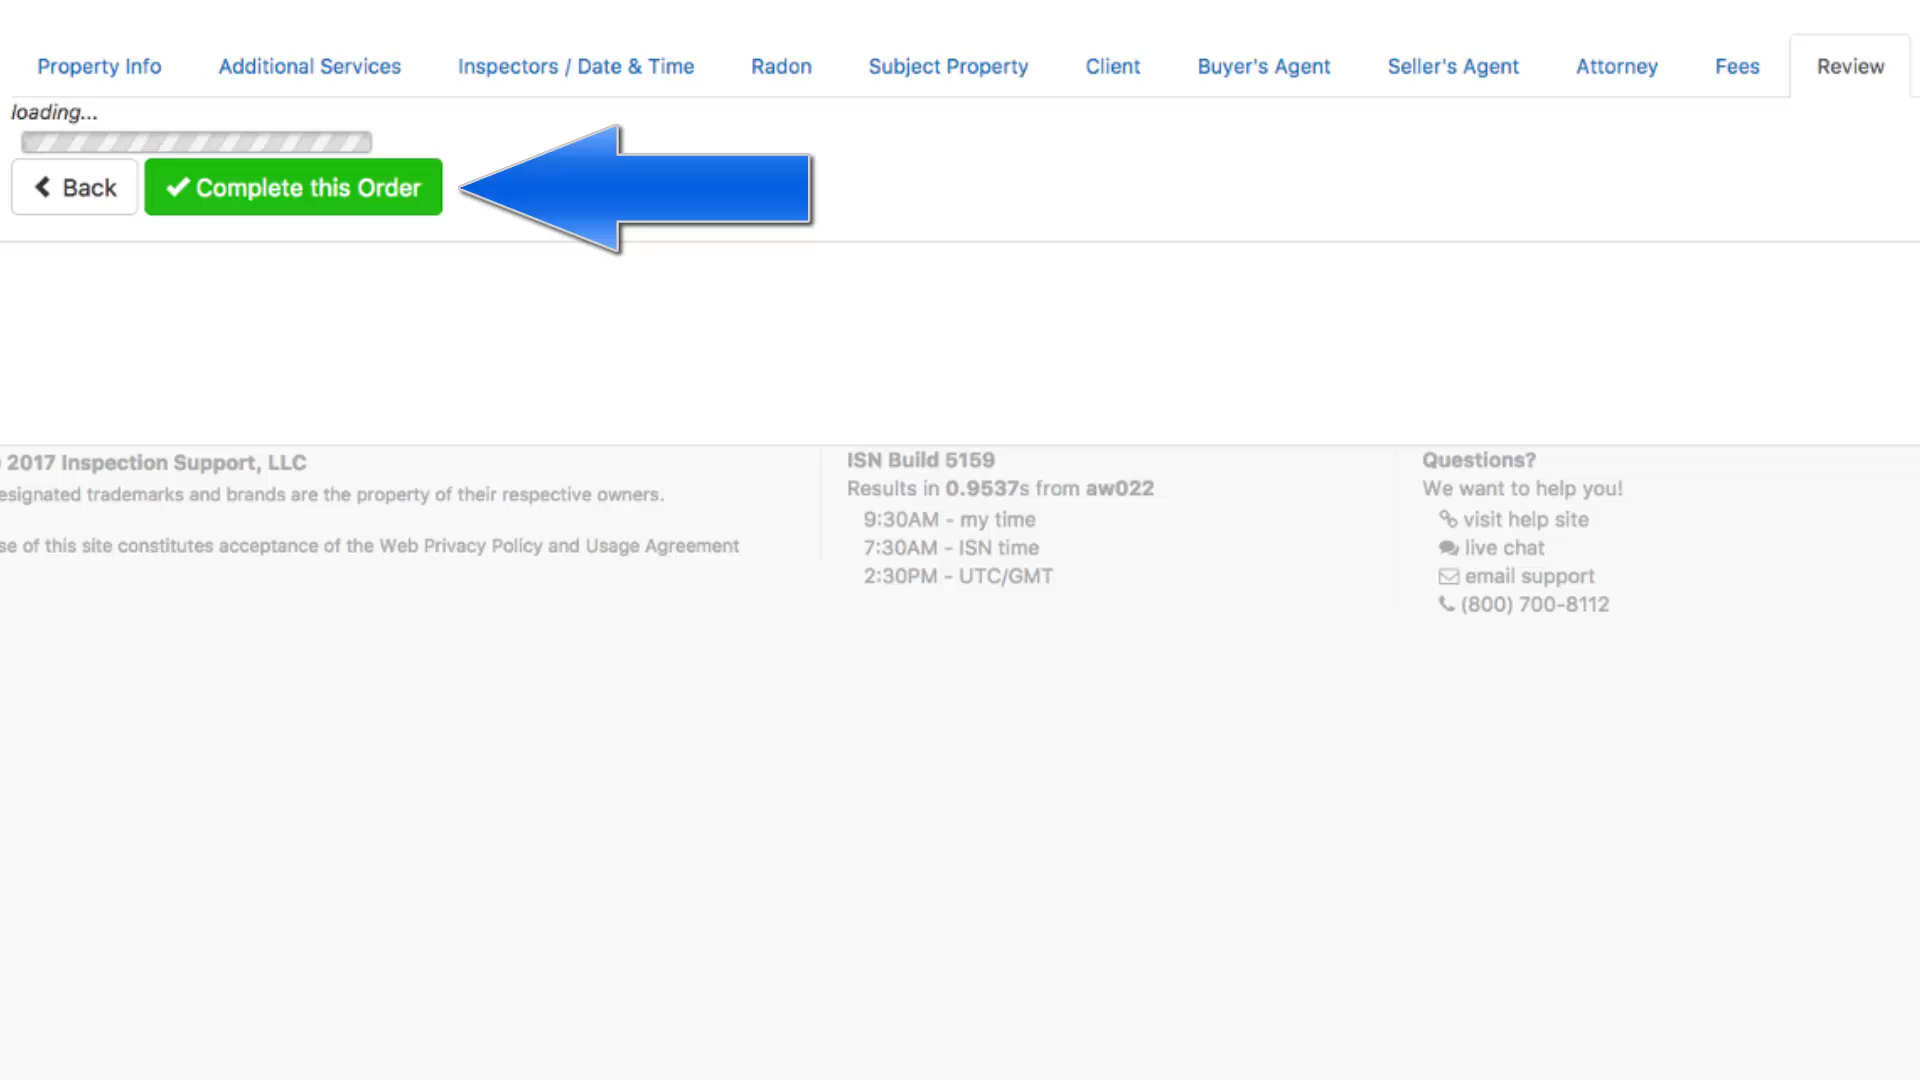 Property Info
Additional Services
Inspectors / Date & Time
Radon
Subject Property
Client
Buyer's Agent
Seller's Agent
Attorney
Fees
Review
loading...
Back
Complete this Order
2017 Inspection Support, LLC
esignated trademarks and brands are the property of their respective owners.
se of this site constitutes acceptance of the Web Privacy Policy and Usage Agreement
ISN Build 5159
Results in 0.9537s from aw022
9:30AM - my time
7:30AM - ISN time
2:30PM - UTC/GMT
Questions?
We want to help you!
visit help site
live chat
email support
(800) 700-8112